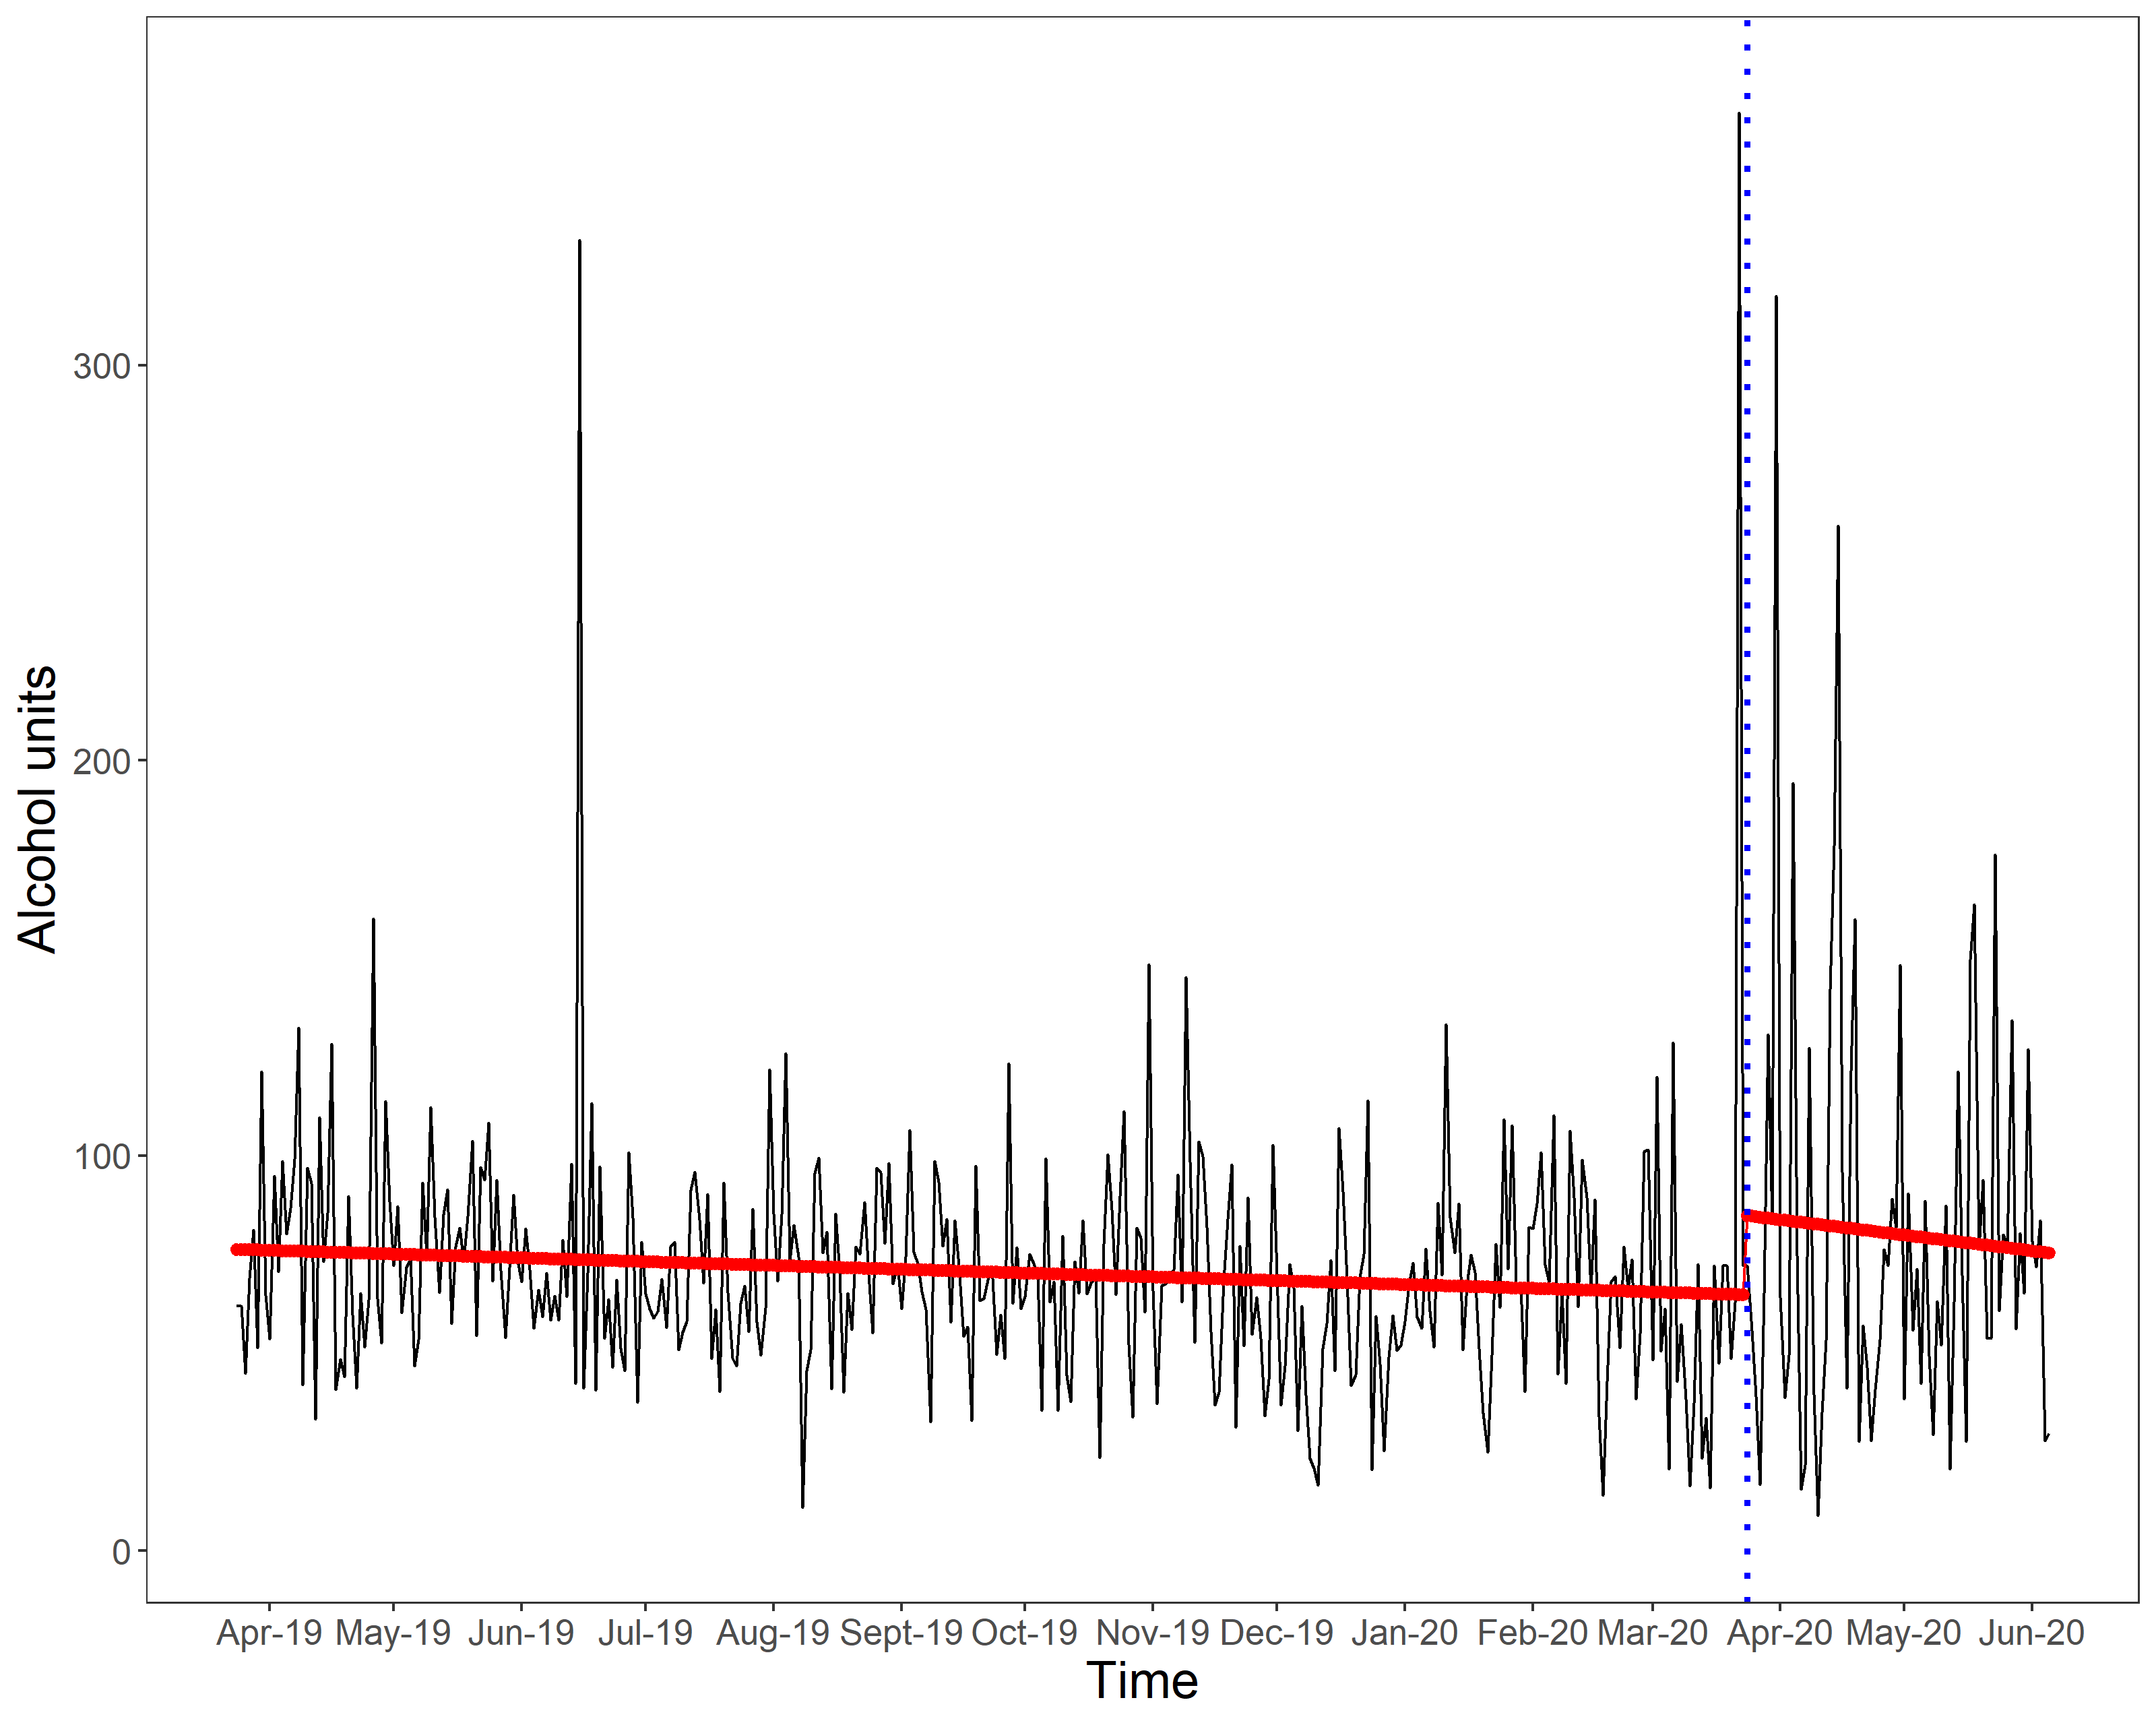 Alcohol units
300
200
100
0
Apr-19 May-19 Jun-19 Jul-19 Aug-19 Sept-19 Oct-19 Nov-19 Dec-19 Jan-20 Feb-20 Mar-20 Apr-20 May-20 Jun-20
Time